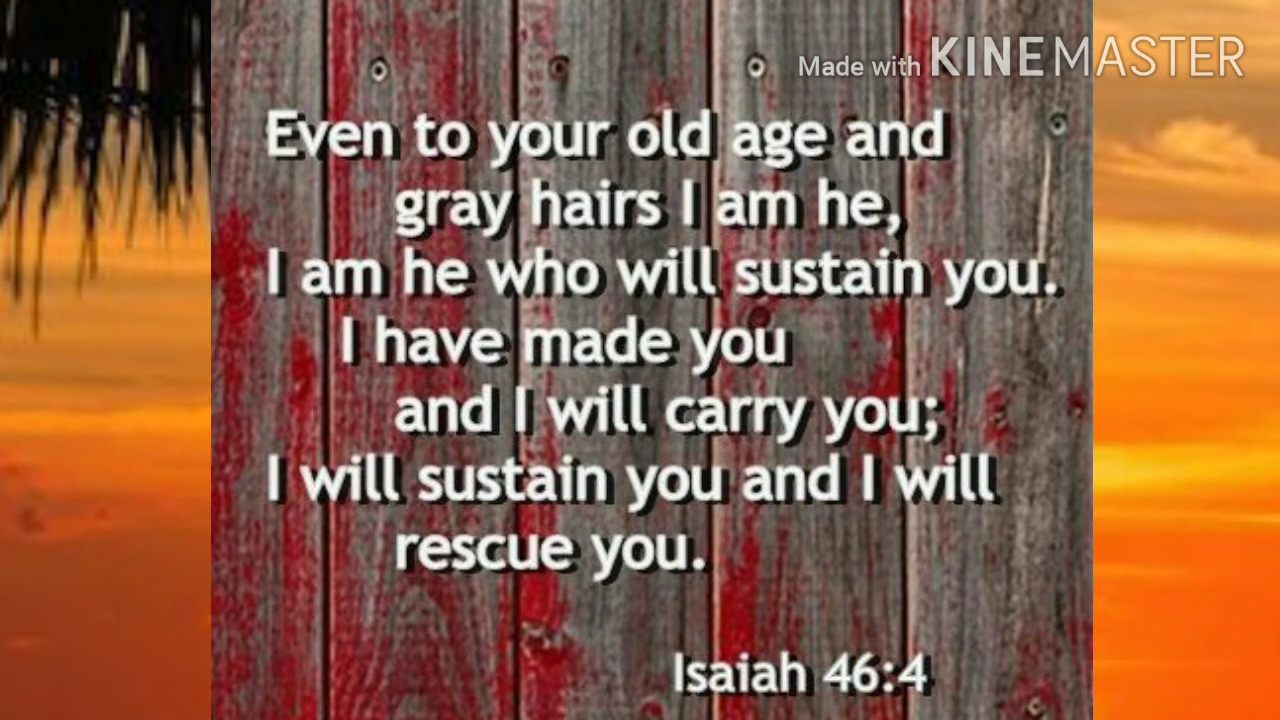 Made with KINEMASTER
Even to your old age and
gray hairs I am he,
I am he who will sustain you.
I have made you
and I will carry you;
I will sustain you and I will
rescue you.
Isaiah 46:4